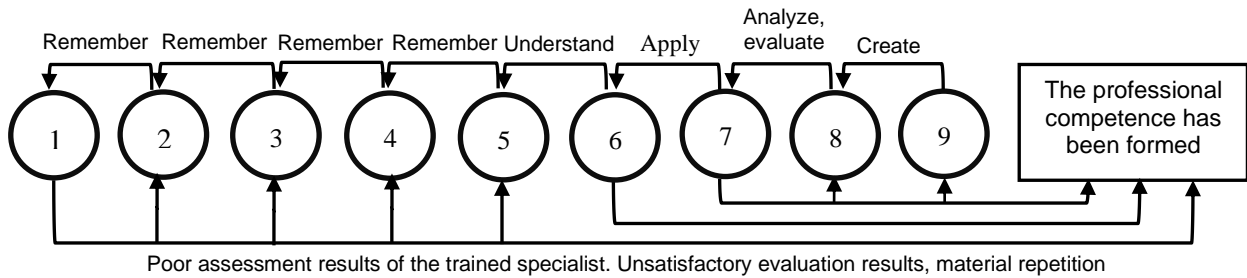 Remember
Remember
Remember
Remember
Understand
Apply
Analyze,
evaluate
Create
1
2
3
4
5
6
7
8
9
The professional
competence has
been formed
Poor assessment results of the trained specialist. Unsatisfactory evaluation results, material repetition